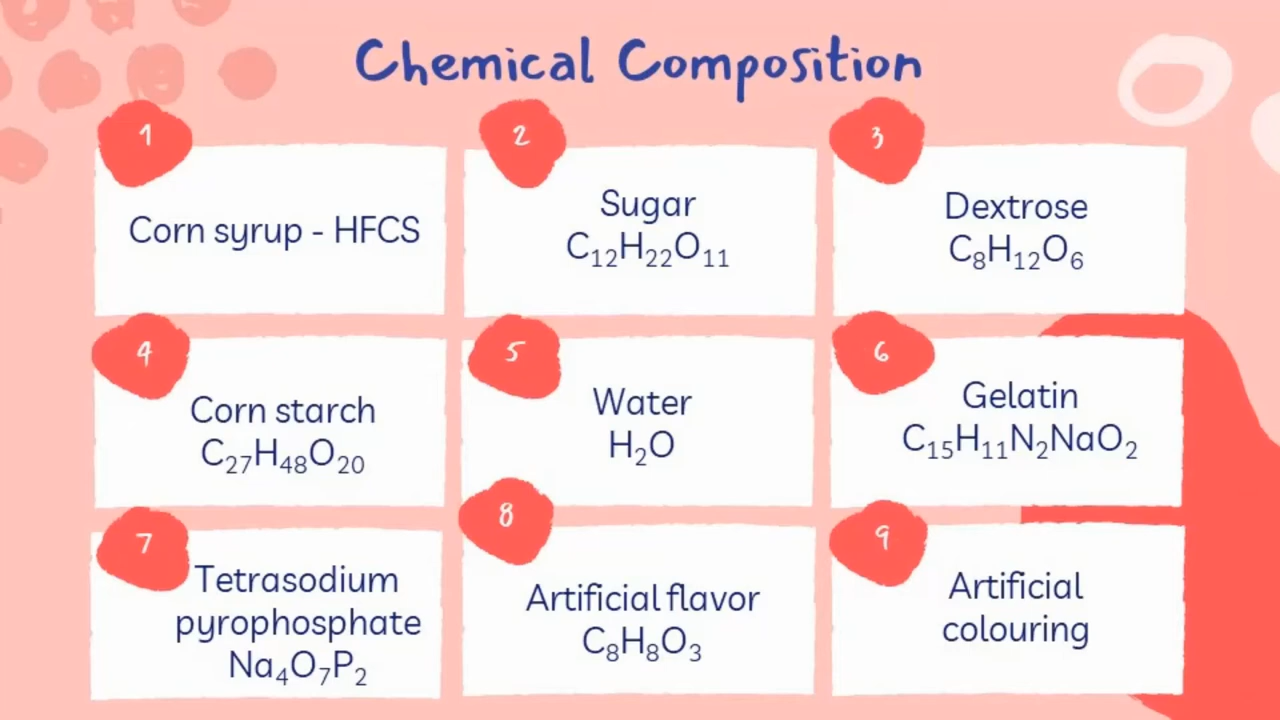 Chemical Composition
1
Corn syrup - HFCS
2
Sugar
C₁₂H₂₂O₁₁
3
Dextrose
C₈H₁₂O₆
4
Corn starch
C₂₇H₄₈O₂₀
5
Water
H₂O
6
Gelatin
C₁₅H₁₁N₂NaO₂
7
Tetrasodium
pyrophosphate
Na₄O₇P₂
8
Artificial flavor
C₈H₈O₃
9
Artificial
colouring